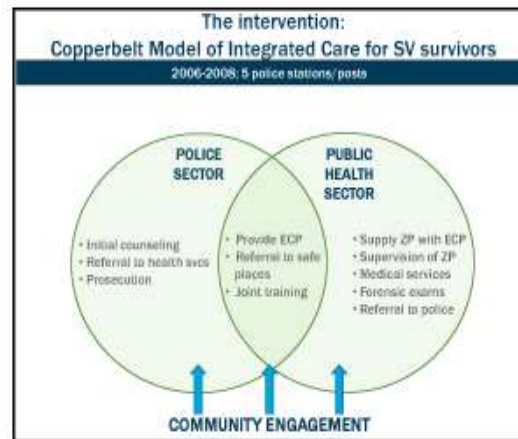 The intervention:
Copperbelt Model of Integrated Care for SV survivors
2006-2008; 5 police stations/posts
POLICE
SECTOR
• Initial counseling
• Referral to health svcs
• Prosecution
• Provide ECP
• Referral to safe
places
• Joint training
PUBLIC
HEALTH
SECTOR
• Supply ZP with ECP
• Supervision of ZP
• Medical services
• Forensic exams
• Referral to police
COMMUNITY ENGAGEMENT